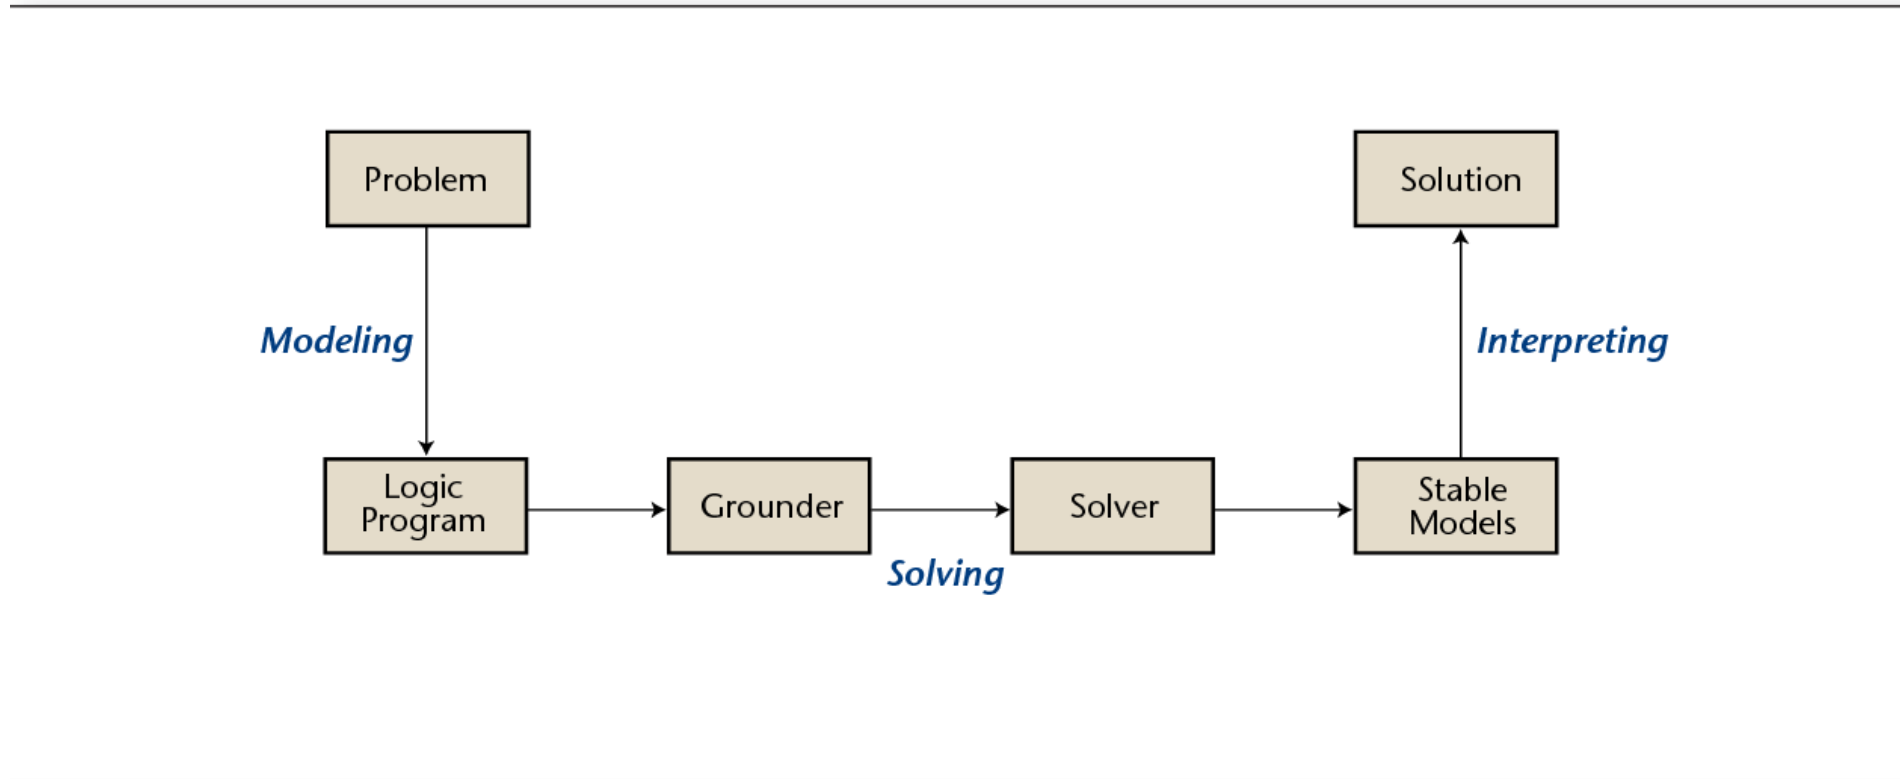 Problem
Solution
Modeling
Interpreting
Logic
Program
Grounder
Solver
Stable
Models
Solving